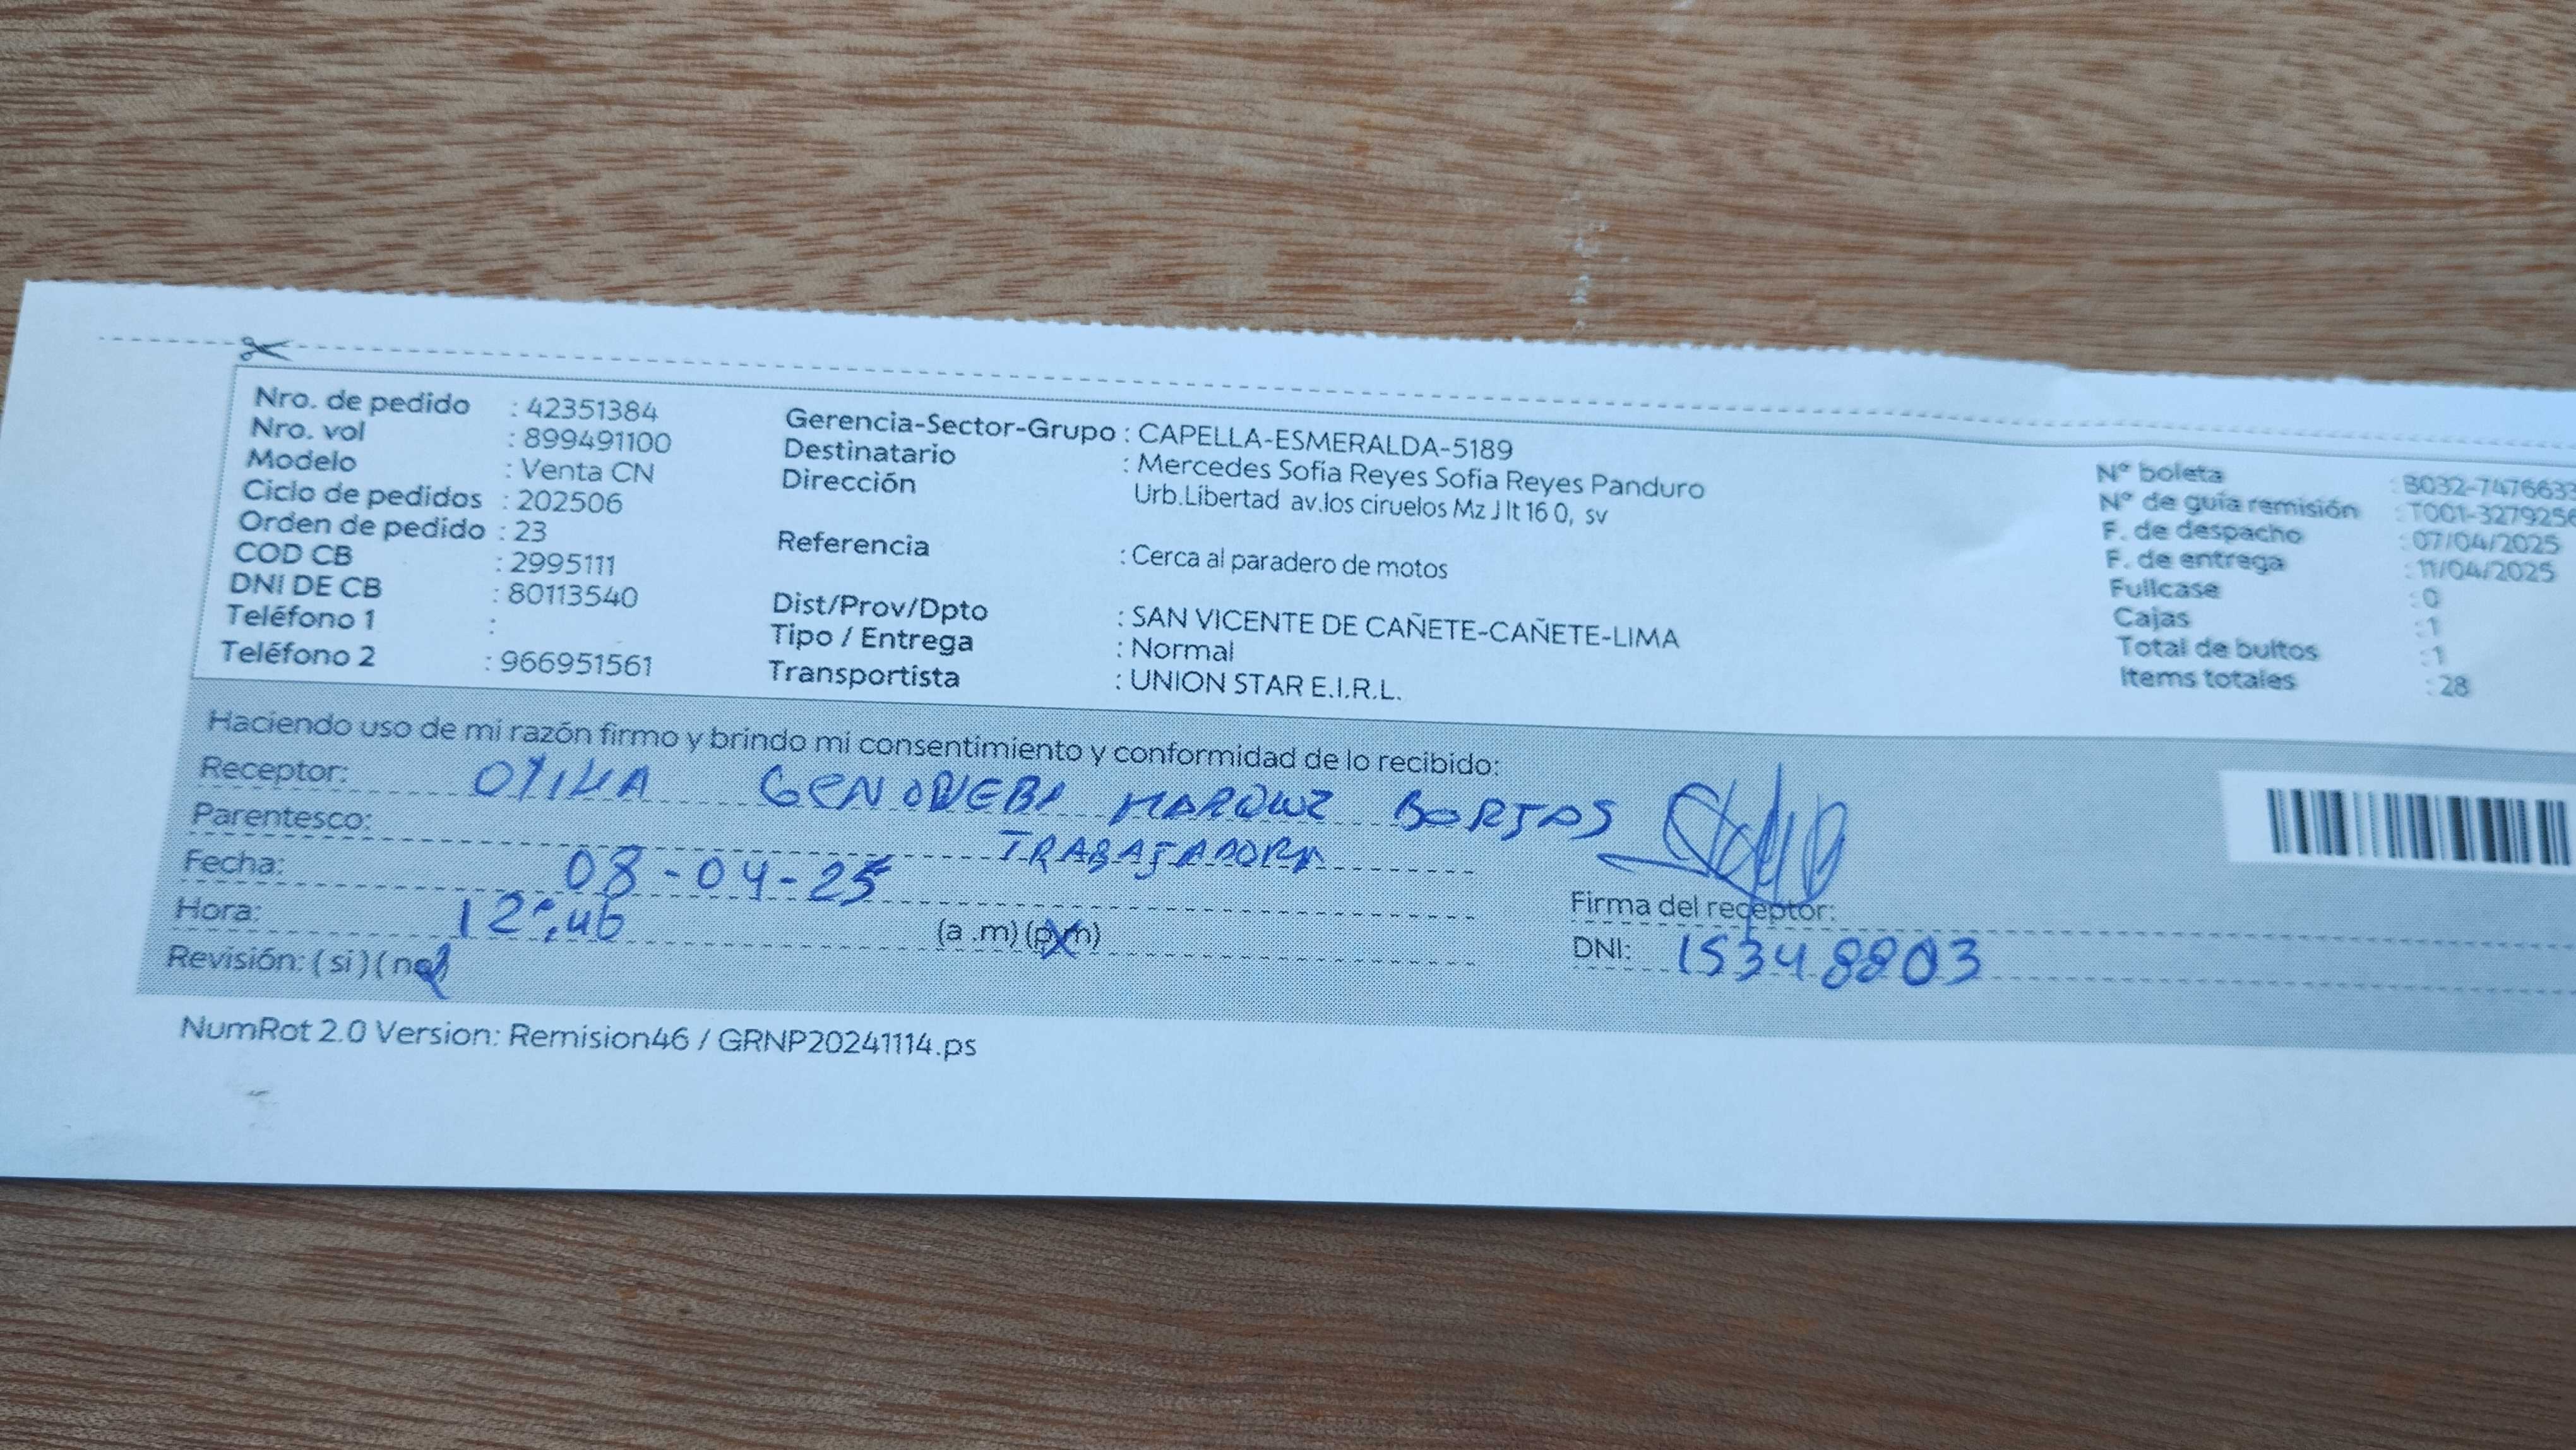 Nro. de pedido : 42351384
Nro. vol : 899491100
Modelo : Venta CN
Ciclo de pedidos : 202506
Orden de pedido : 23
COD CB : 2995111
DNI DE CB : 80113540
Teléfono 1 :
Teléfono 2 : 966951561
Gerencia-Sector-Grupo : CAPELLA-ESMERALDA-5189
Destinatario : Mercedes Sofia Reyes Sofia Reyes Panduro
Dirección Urb.Libertad av.los ciruelos Mz J lt 16 0, sv
Referencia : Cerca al paradero de motos
Dist/Prov/Dpto : SAN VICENTE DE CAÑETE-CAÑETE-LIMA
Tipo / Entrega : Normal
Transportista : UNION STAR E.I.R.L.
N° boleta : B032-7476633
N° de guía remisión : T001-3279256
F. de despacho : 07/04/2025
F. de entrega : 11/04/2025
Fullcase : 0
Cajas : 1
Total de bultos : 1
Items totales : 28
Haciendo uso de mi razón firmo y brindo mi consentimiento y conformidad de lo recibido:
Receptor: BORJAS
Parentesco: TRABAJADORA
Fecha: 08-04-25
Hora: 12:46 (a .m) (p.m)
Revisión: ( si ) ( no )
Firma del receptor:
DNI: 15348803
NumRot 2.0 Version: Remision46 / GRNP20241114.ps